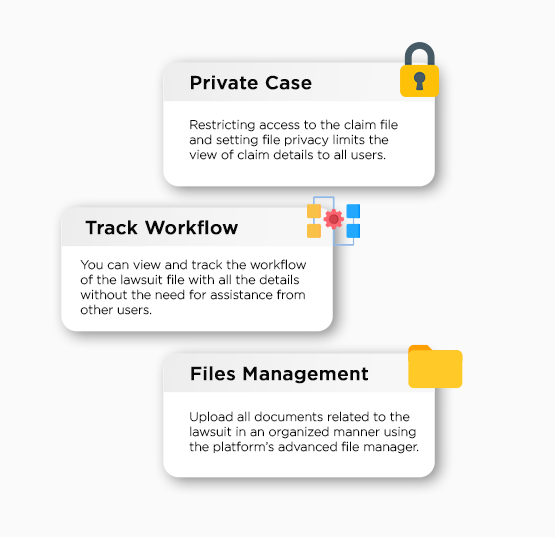 Private Case
Restricting access to the claim file
and setting file privacy limits the
view of claim details to all users.
Track Workflow
You can view and track the workflow
of the lawsuit file with all the details
without the need for assistance from
other users.
Files Management
Upload all documents related to the
lawsuit in an organized manner using
the platform's advanced file manager.